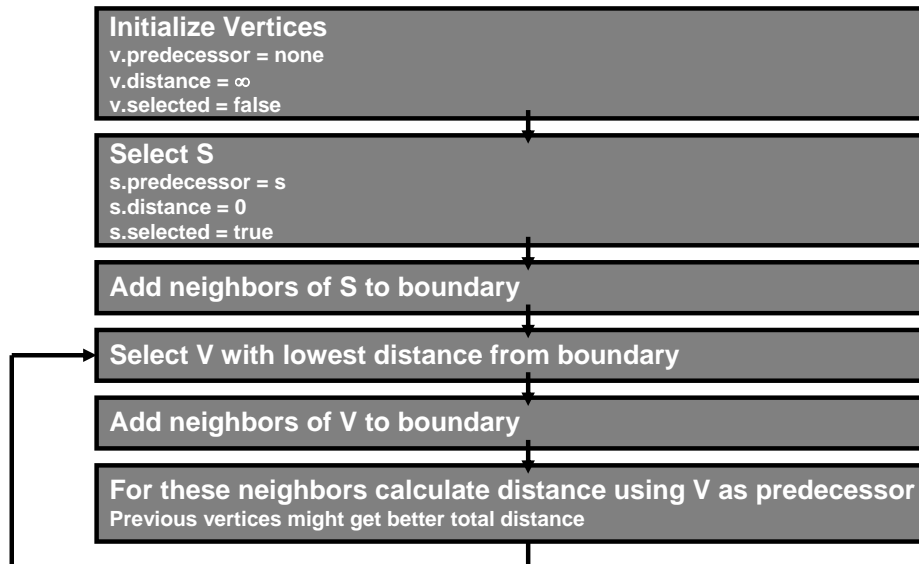 Initialize Vertices
v.predecessor = none
v.distance = ∞
v.selected = false
Select S
s.predecessor = s
s.distance = 0
s.selected = true
Add neighbors of S to boundary
Select V with lowest distance from boundary
Add neighbors of V to boundary
For these neighbors calculate distance using V as predecessor
Previous vertices might get better total distance